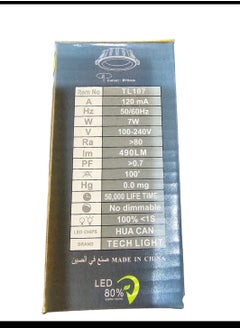 Item No TL107
A 120 mA
Hz 50/60Hz
W 7W
V 100-240V
Ra >80
lm 490LM
PF >0.7
100°
Hg 0.0 mg
50,000 LIFE TIME
No dimmable
100% <1S
LED CHIPS HUA CAN
BRAND TECH LIGHT
صنع في الصين MADE IN CHINA
LED
80%